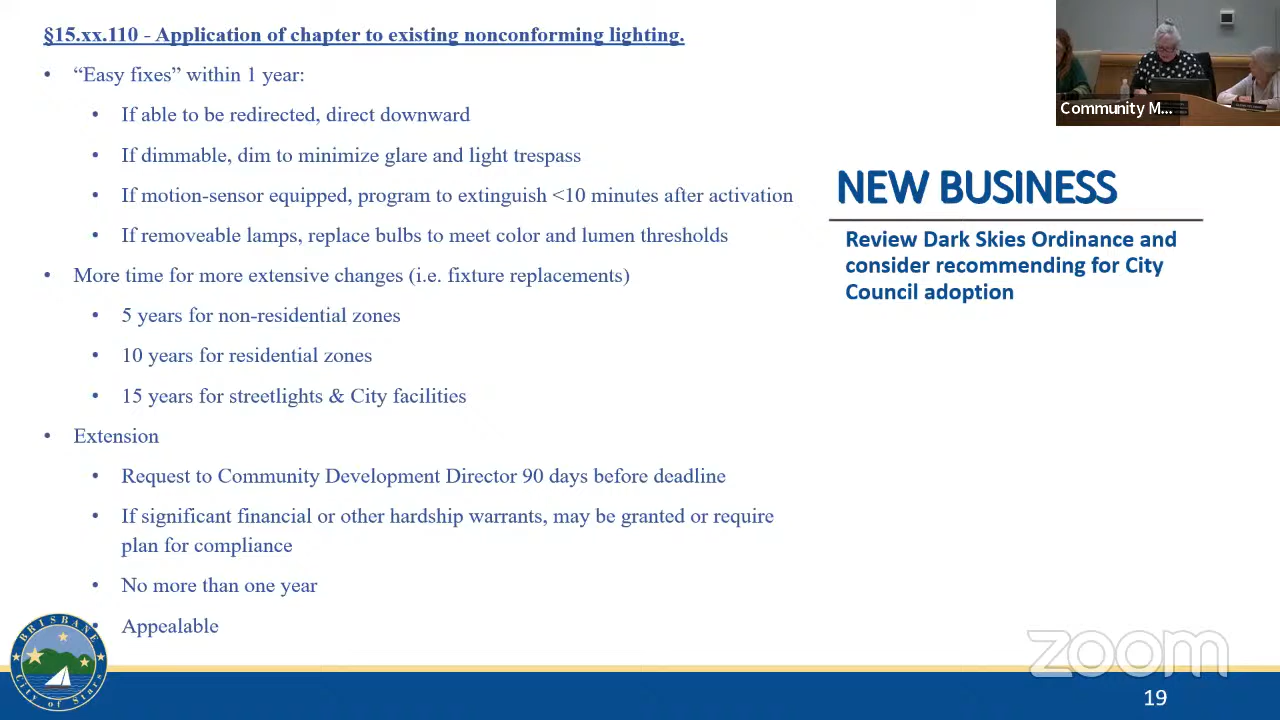 §15.xx.110 - Application of chapter to existing nonconforming lighting.
• “Easy fixes” within 1 year:
• If able to be redirected, direct downward
• If dimmable, dim to minimize glare and light trespass
• If motion-sensor equipped, program to extinguish <10 minutes after activation
• If removeable lamps, replace bulbs to meet color and lumen thresholds
• More time for more extensive changes (i.e. fixture replacements)
• 5 years for non-residential zones
• 10 years for residential zones
• 15 years for streetlights & City facilities
• Extension
• Request to Community Development Director 90 days before deadline
• If significant financial or other hardship warrants, may be granted or require
plan for compliance
• No more than one year
• Appealable
Community M...
NEW BUSINESS
Review Dark Skies Ordinance and
consider recommending for City
Council adoption
BRISBANE
City of Stars
zoom
19